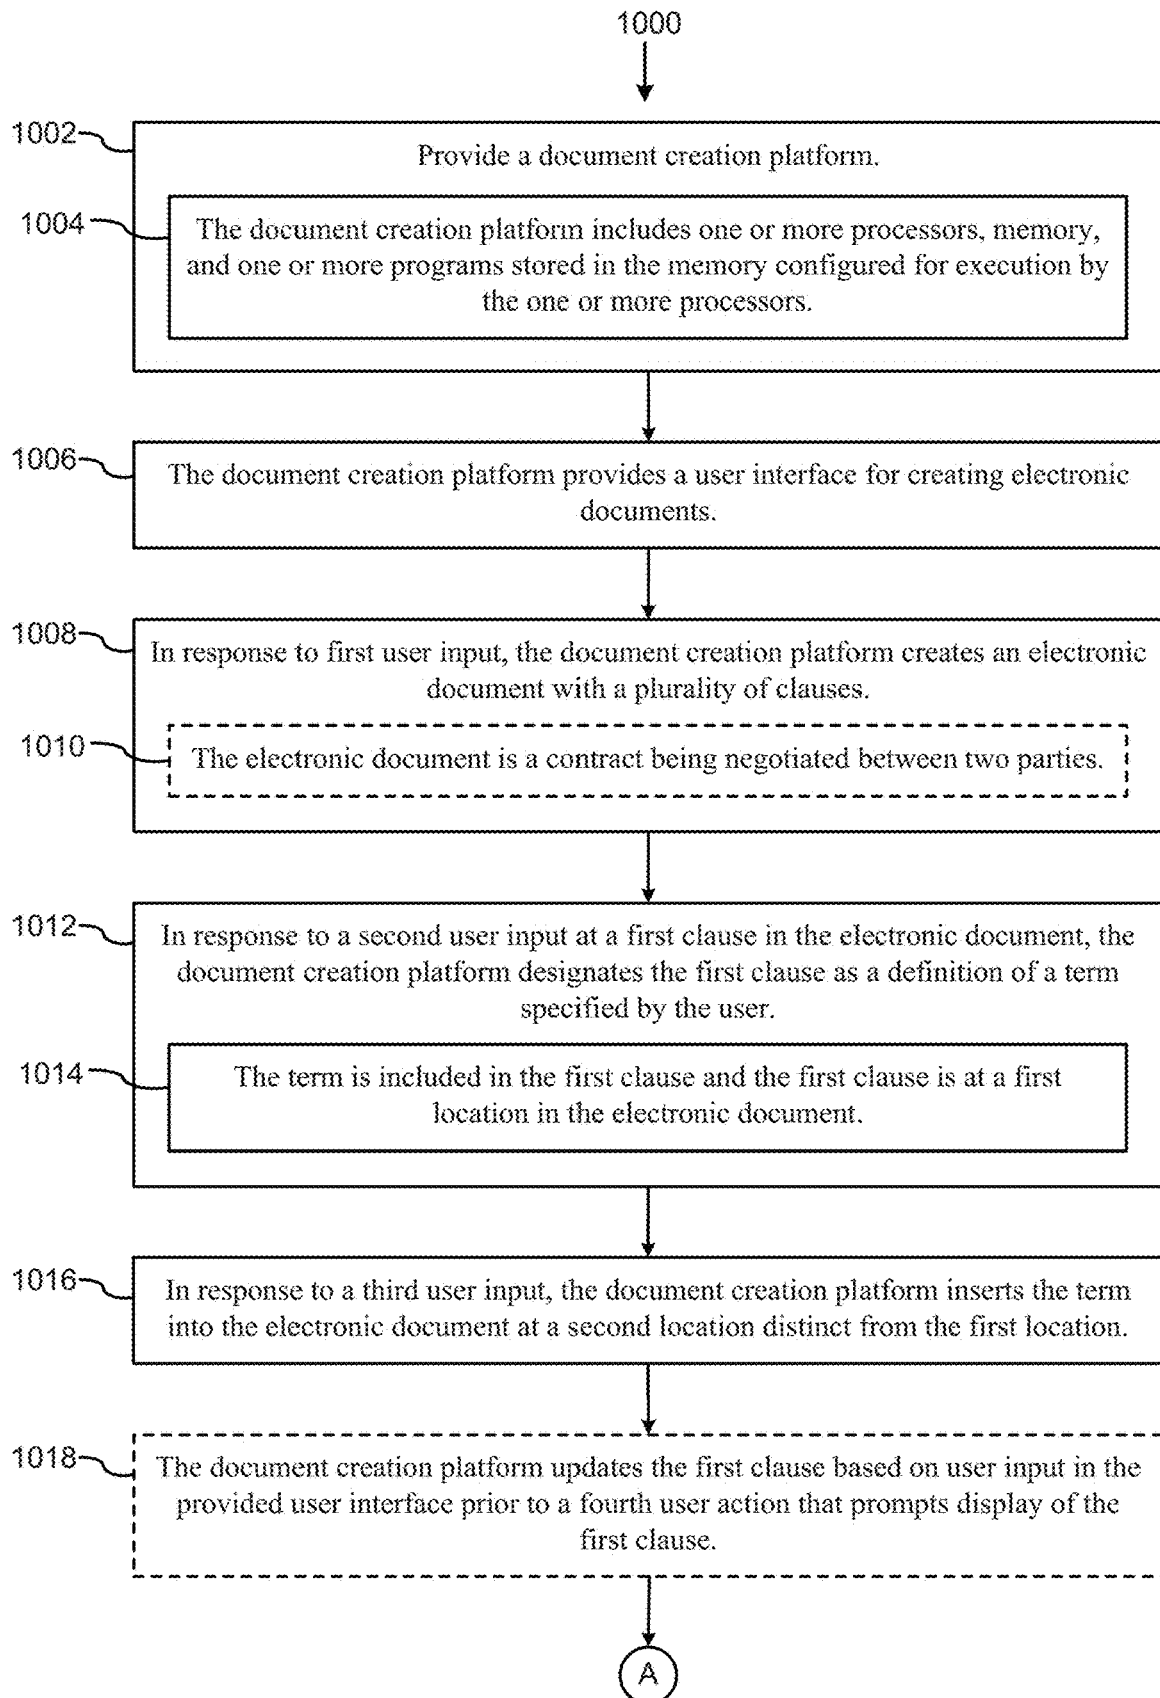 1000
1002
Provide a document creation platform.
1004
The document creation platform includes one or more processors, memory,
and one or more programs stored in the memory configured for execution by
the one or more processors.
1006
The document creation platform provides a user interface for creating electronic
documents.
1008
In response to first user input, the document creation platform creates an electronic
document with a plurality of clauses.
1010
The electronic document is a contract being negotiated between two parties.
1012
In response to a second user input at a first clause in the electronic document, the
document creation platform designates the first clause as a definition of a term
specified by the user.
1014
The term is included in the first clause and the first clause is at a first
location in the electronic document.
1016
In response to a third user input, the document creation platform inserts the term
into the electronic document at a second location distinct from the first location.
1018
The document creation platform updates the first clause based on user input in the
provided user interface prior to a fourth user action that prompts display of the
first clause.
A